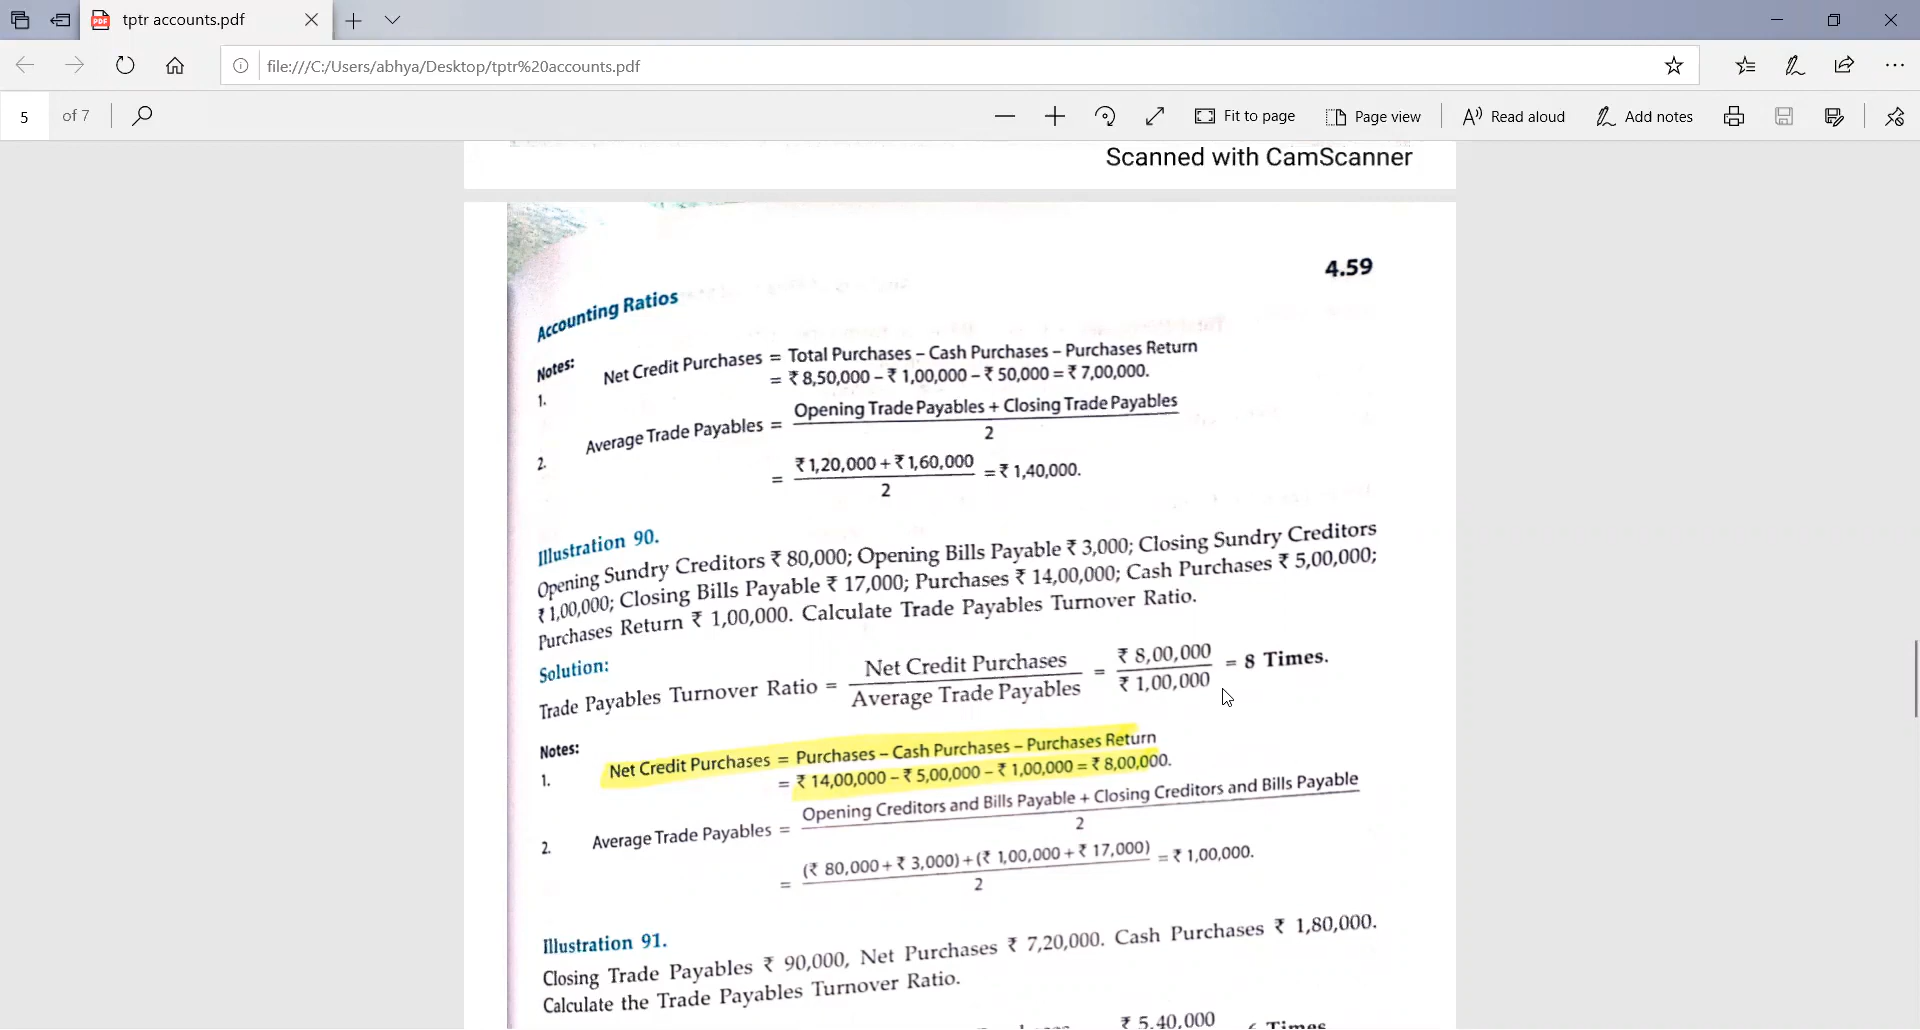 tptr accounts.pdf
file:///C:/Users/abhya/Desktop/tptr%20accounts.pdf
5 of 7
Fit to page
Page view
Read aloud
Add notes
Scanned with CamScanner
4.59
Accounting Ratios
Notes:
1. Net Credit Purchases = Total Purchases – Cash Purchases – Purchases Return
= ₹ 8,50,000 – ₹ 1,00,000 – ₹ 50,000 = ₹ 7,00,000.
2. Average Trade Payables = Opening Trade Payables + Closing Trade Payables
2
= ₹ 1,20,000 + ₹ 1,60,000 = ₹ 1,40,000.
2
Illustration 90.
Opening Sundry Creditors ₹ 80,000; Opening Bills Payable ₹ 3,000; Closing Sundry Creditors
₹ 1,00,000; Closing Bills Payable ₹ 17,000; Purchases ₹ 14,00,000; Cash Purchases ₹ 5,00,000;
Purchases Return ₹ 1,00,000. Calculate Trade Payables Turnover Ratio.
Solution:
Trade Payables Turnover Ratio = Net Credit Purchases = ₹ 8,00,000 = 8 Times.
Average Trade Payables ₹ 1,00,000
Notes:
1. Net Credit Purchases = Purchases – Cash Purchases – Purchases Return
= ₹ 14,00,000 – ₹ 5,00,000 – ₹ 1,00,000 = ₹ 8,00,000.
2. Average Trade Payables = Opening Creditors and Bills Payable + Closing Creditors and Bills Payable
2
= (₹ 80,000 + ₹ 3,000) + (₹ 1,00,000 + ₹ 17,000) = ₹ 1,00,000.
2
Illustration 91.
Closing Trade Payables ₹ 90,000, Net Purchases ₹ 7,20,000. Cash Purchases ₹ 1,80,000.
Calculate the Trade Payables Turnover Ratio.
₹ 5,40,000
Times